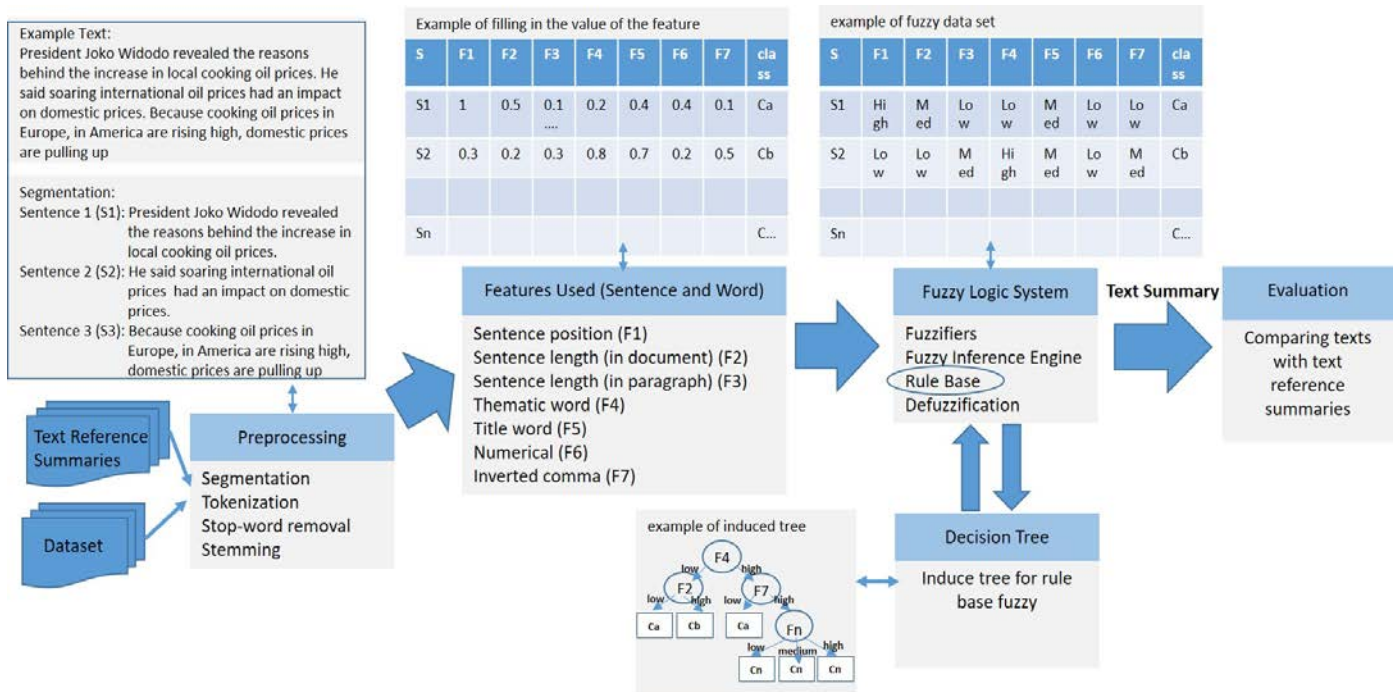 Example Text:
President Joko Widodo revealed the reasons
behind the increase in local cooking oil prices. He
said soaring international oil prices had an impact
on domestic prices. Because cooking oil prices in
Europe, in America are rising high, domestic prices
are pulling up
Segmentation:
Sentence 1 (S1): President Joko Widodo revealed
the reasons behind the increase in
local cooking oil prices.
Sentence 2 (S2): He said soaring international oil
prices had an impact on domestic
prices.
Sentence 3 (S3): Because cooking oil prices in
Europe, in America are rising high,
domestic prices are pulling up
Text Reference
Summaries
Dataset
Preprocessing
Segmentation
Tokenization
Stop-word removal
Stemming
Example of filling in the value of the feature
S F1 F2 F3 F4 F5 F6 F7 cla
ss
S1 1 0.5 0.1 0.2 0.4 0.4 0.1 Ca
....
S2 0.3 0.2 0.3 0.8 0.7 0.2 0.5 Cb
Sn C...
Features Used (Sentence and Word)
Sentence position (F1)
Sentence length (in document) (F2)
Sentence length (in paragraph) (F3)
Thematic word (F4)
Title word (F5)
Numerical (F6)
Inverted comma (F7)
example of fuzzy data set
S F1 F2 F3 F4 F5 F6 F7 cla
ss
S1 Hi M Lo Lo M Lo Lo Ca
gh ed w w ed w w
S2 Lo Lo M Hi M Lo M Cb
w w ed gh ed w ed
Sn C...
Fuzzy Logic System
Fuzzifiers
Fuzzy Inference Engine
Rule Base
Defuzzification
Text Summary
Evaluation
Comparing texts
with text
reference
summaries
Decision Tree
Induce tree for rule
base fuzzy
example of induced tree
F4
low high
F2 F7
low high low high
Ca Cb Ca Fn
low medium high
Cn Cn Cn